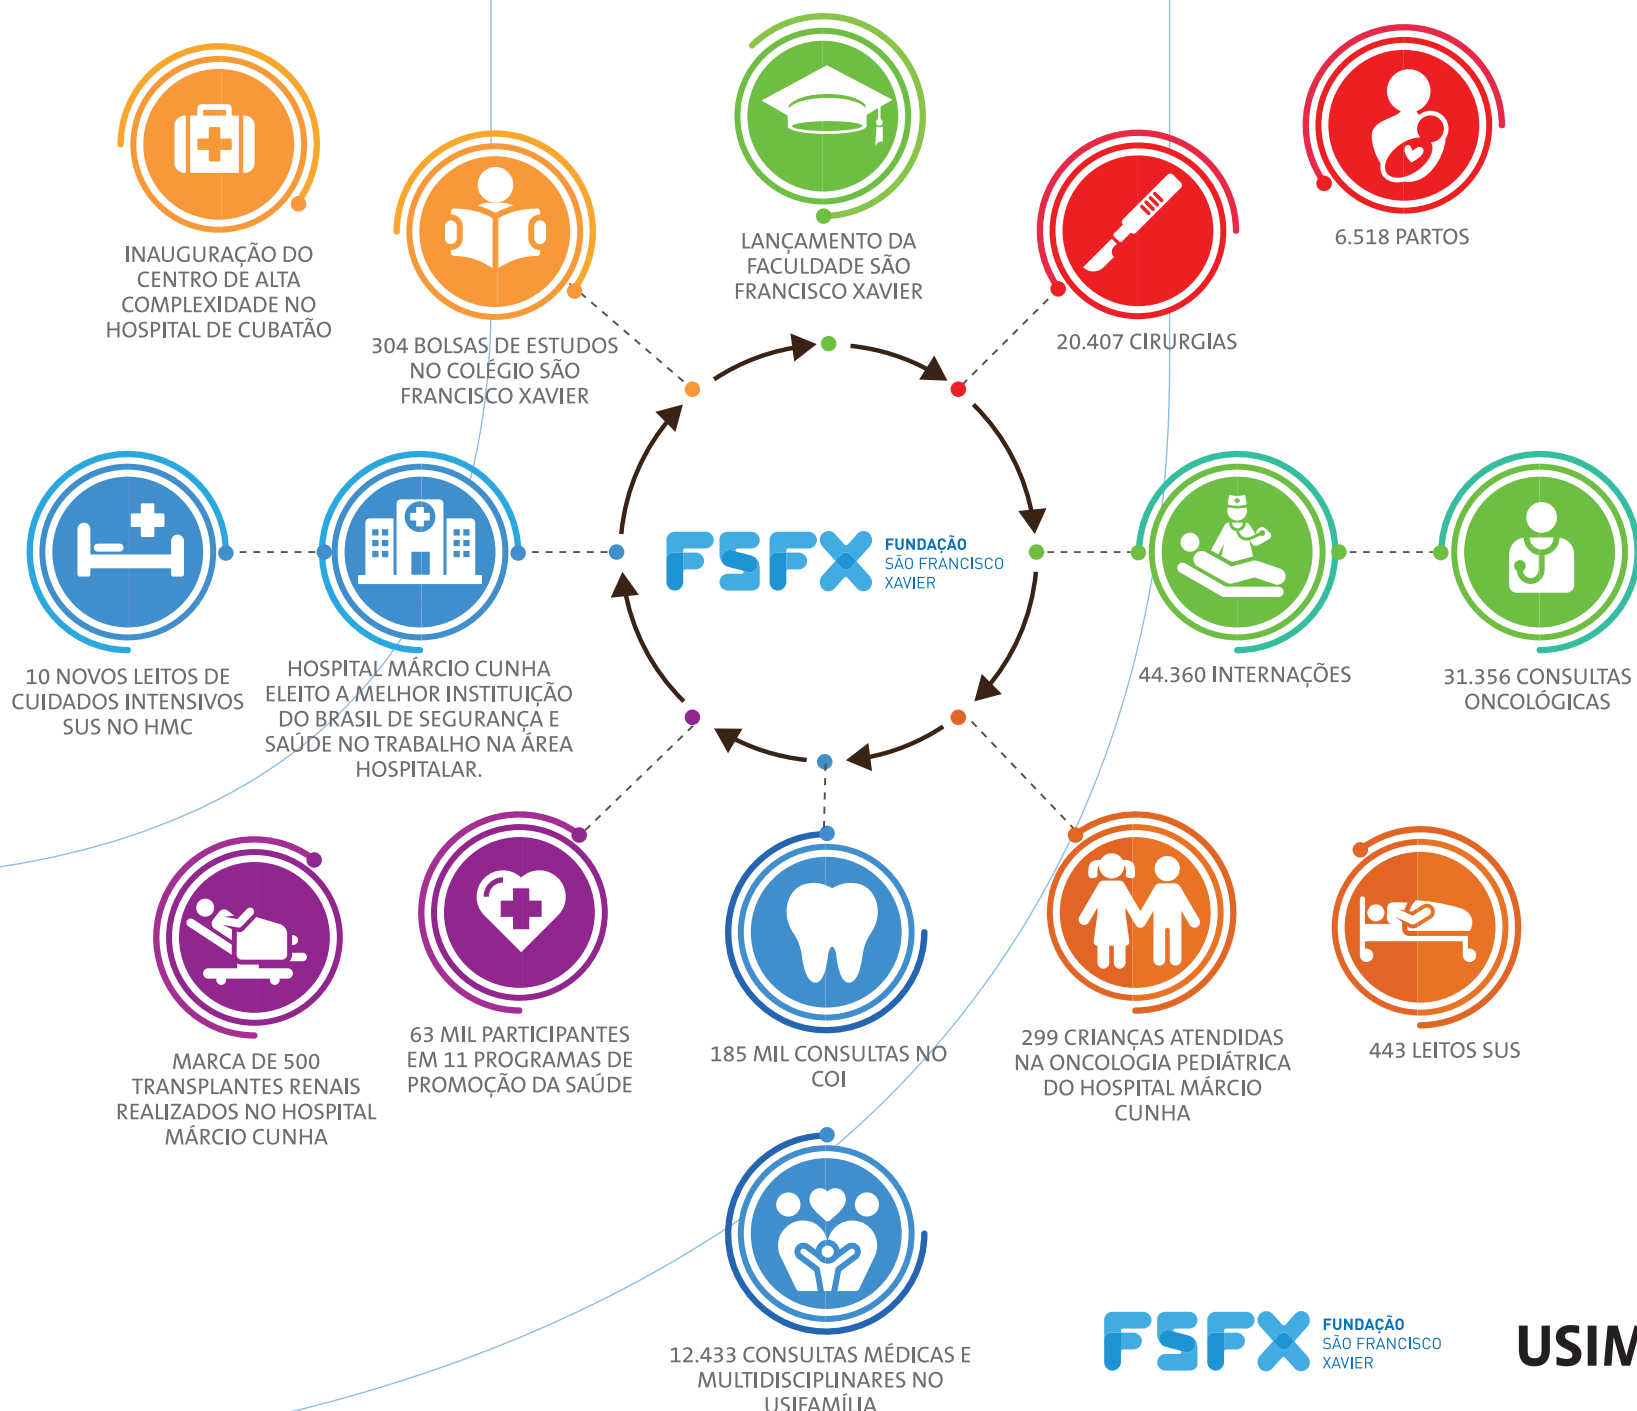 INAUGURAÇÃO DO
CENTRO DE ALTA
COMPLEXIDADE NO
HOSPITAL DE CUBATÃO
304 BOLSAS DE ESTUDOS
NO COLÉGIO SÃO
FRANCISCO XAVIER
LANÇAMENTO DA
FACULDADE SÃO
FRANCISCO XAVIER
20.407 CIRURGIAS
6.518 PARTOS
10 NOVOS LEITOS DE
CUIDADOS INTENSIVOS
SUS NO HMC
HOSPITAL MÁRCIO CUNHA
ELEITO A MELHOR INSTITUIÇÃO
DO BRASIL DE SEGURANÇA E
SAÚDE NO TRABALHO NA ÁREA
HOSPITALAR.
FSFX
FUNDAÇÃO
SÃO FRANCISCO
XAVIER
44.360 INTERNAÇÕES
31.356 CONSULTAS
ONCOLÓGICAS
MARCA DE 500
TRANSPLANTES RENAIS
REALIZADOS NO HOSPITAL
MÁRCIO CUNHA
63 MIL PARTICIPANTES
EM 11 PROGRAMAS DE
PROMOÇÃO DA SAÚDE
185 MIL CONSULTAS NO
COI
299 CRIANÇAS ATENDIDAS
NA ONCOLOGIA PEDIÁTRICA
DO HOSPITAL MÁRCIO
CUNHA
443 LEITOS SUS
12.433 CONSULTAS MÉDICAS E
MULTIDISCIPLINARES NO
USIFAMÍLIA
FSFX
FUNDAÇÃO
SÃO FRANCISCO
XAVIER
USIM